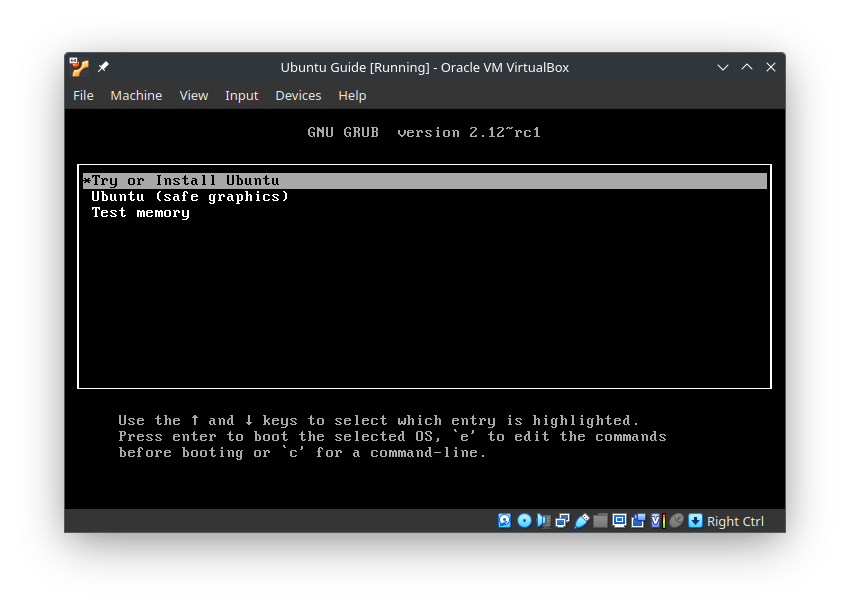 Ubuntu Guide [Running] - Oracle VM VirtualBox
File Machine View Input Devices Help
GNU GRUB version 2.12~rc1
*Try or Install Ubuntu
Ubuntu (safe graphics)
Test memory
Use the ↑ and ↓ keys to select which entry is highlighted.
Press enter to boot the selected OS, `e' to edit the commands
before booting or `c' for a command-line.
Right Ctrl